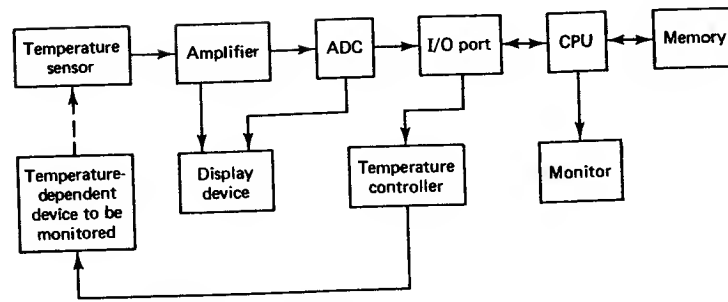 Temperature
sensor
Amplifier
ADC
I/O port
CPU
Memory
Temperature-
dependent
device to be
monitored
Display
device
Temperature
controller
Monitor